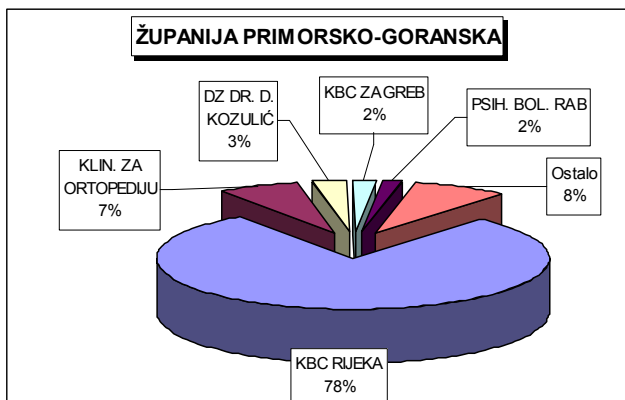 ŽUPANIJA PRIMORSKO-GORANSKA
DZ DR. D.
KOZULIĆ
3%
KBC ZAGREB
2%
PSIH. BOL. RAB
2%
KLIN. ZA
ORTOPEDIJU
7%
Ostalo
8%
KBC RIJEKA
78%